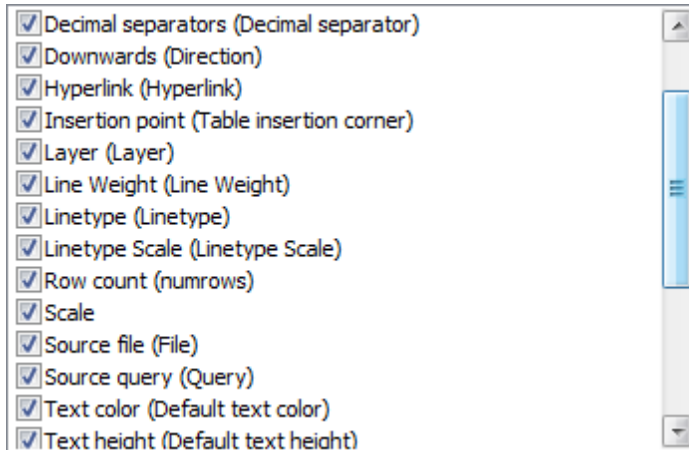 Decimal separators (Decimal separator)
Downwards (Direction)
Hyperlink (Hyperlink)
Insertion point (Table insertion corner)
Layer (Layer)
Line Weight (Line Weight)
Linetype (Linetype)
Linetype Scale (Linetype Scale)
Row count (numrows)
Scale
Source file (File)
Source query (Query)
Text color (Default text color)
Text height (Default text height)